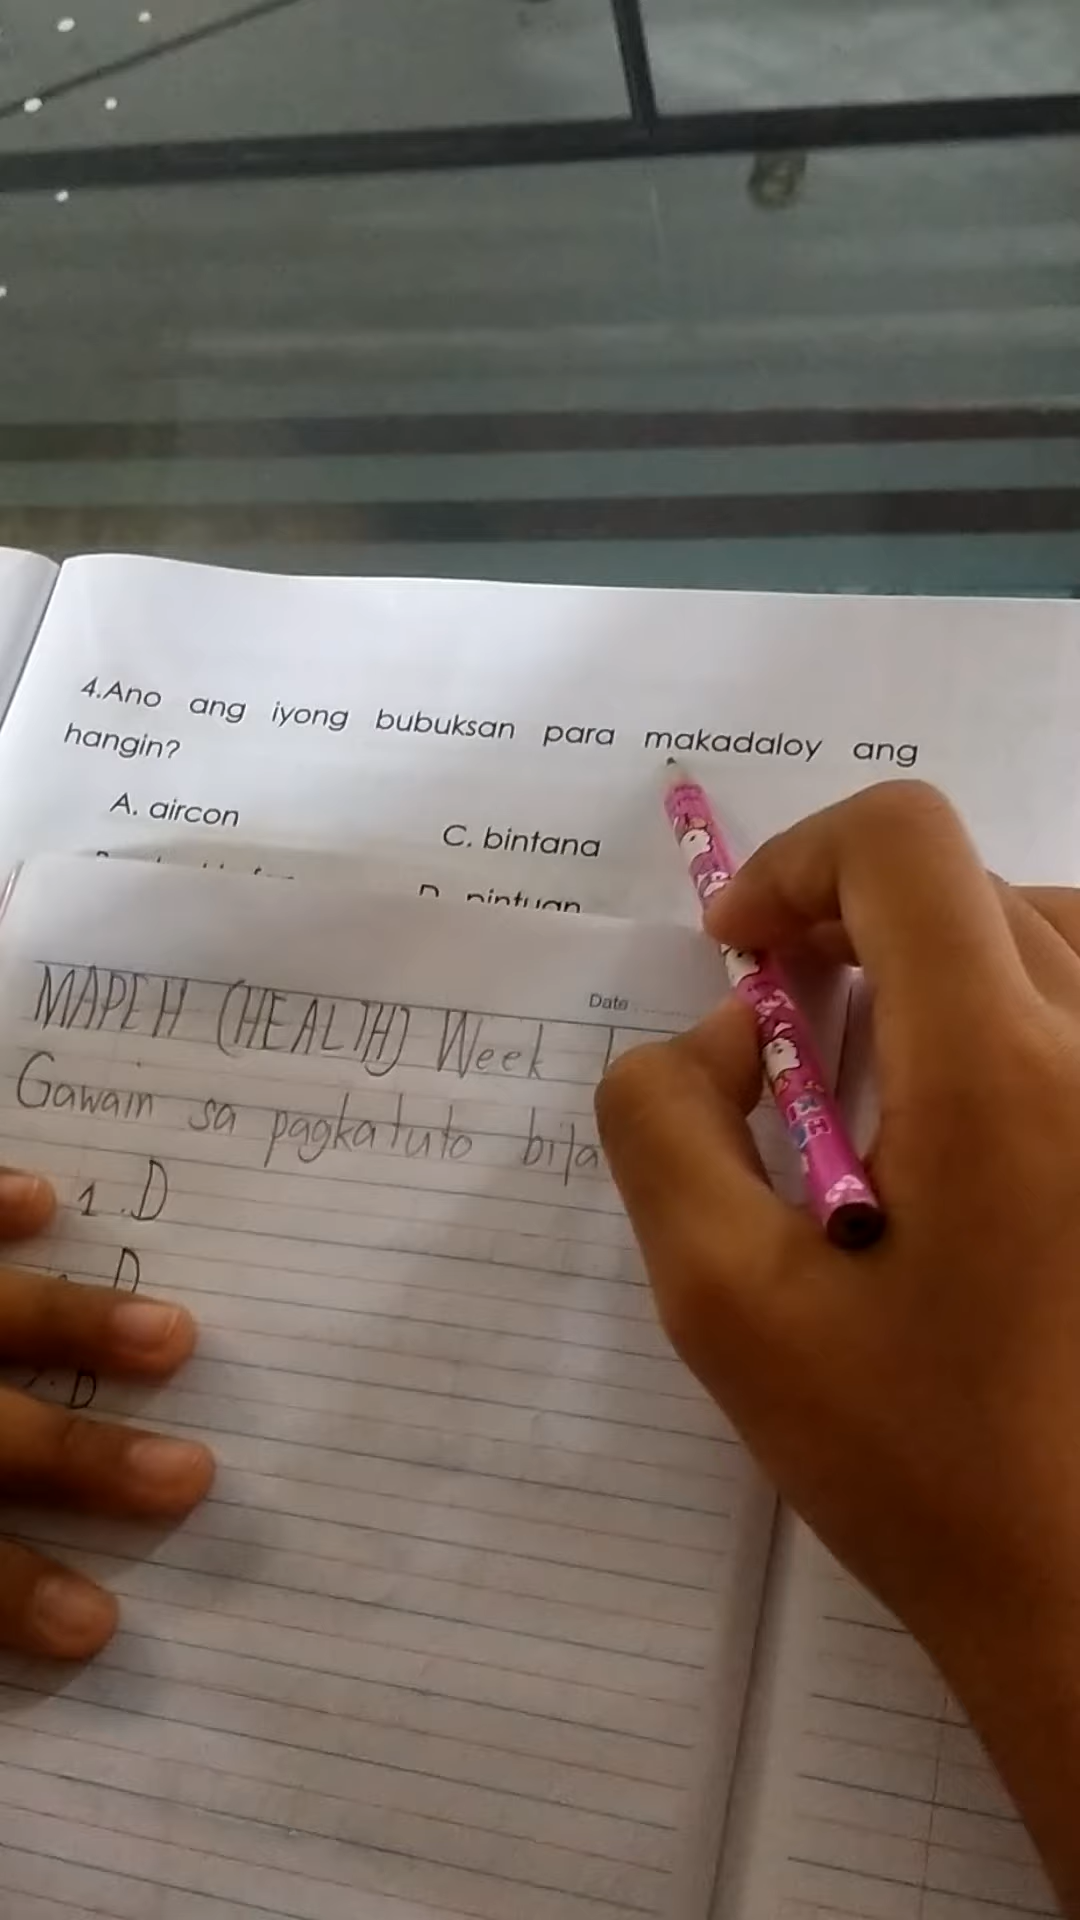 4.Ano ang iyong bubuksan para makadaloy ang
hangin?
A. aircon
C. bintana
D. pintuan
Date
MAPEH (HEALTH) Week
Gawain sa pagkatuto bila
1.D
D
D